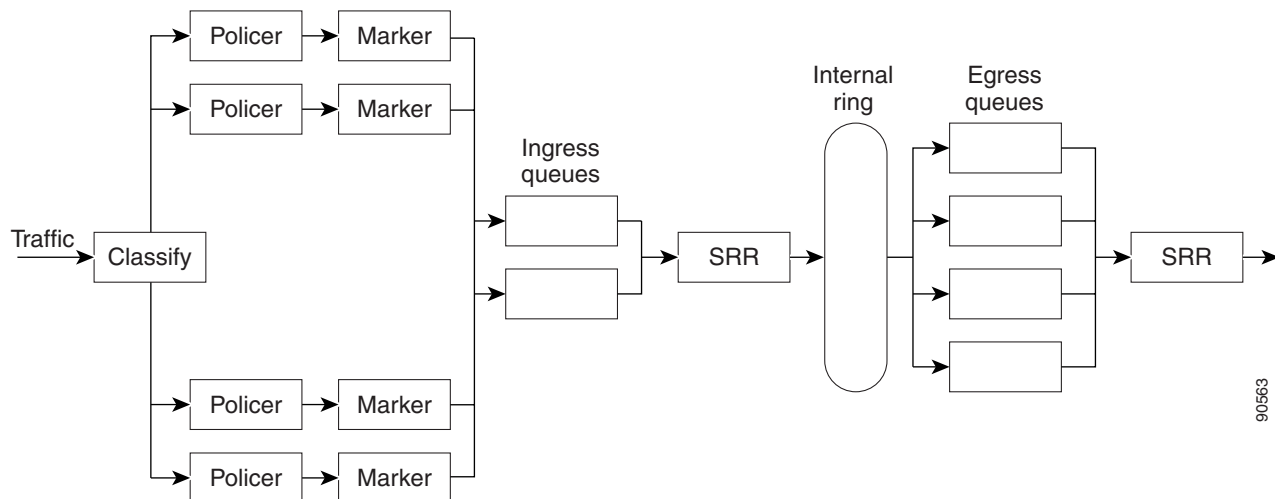 Policer
Marker
Policer
Marker
Internal
ring
Egress
queues
Ingress
queues
Traffic
Classify
SRR
SRR
Policer
Marker
Policer
Marker
90563